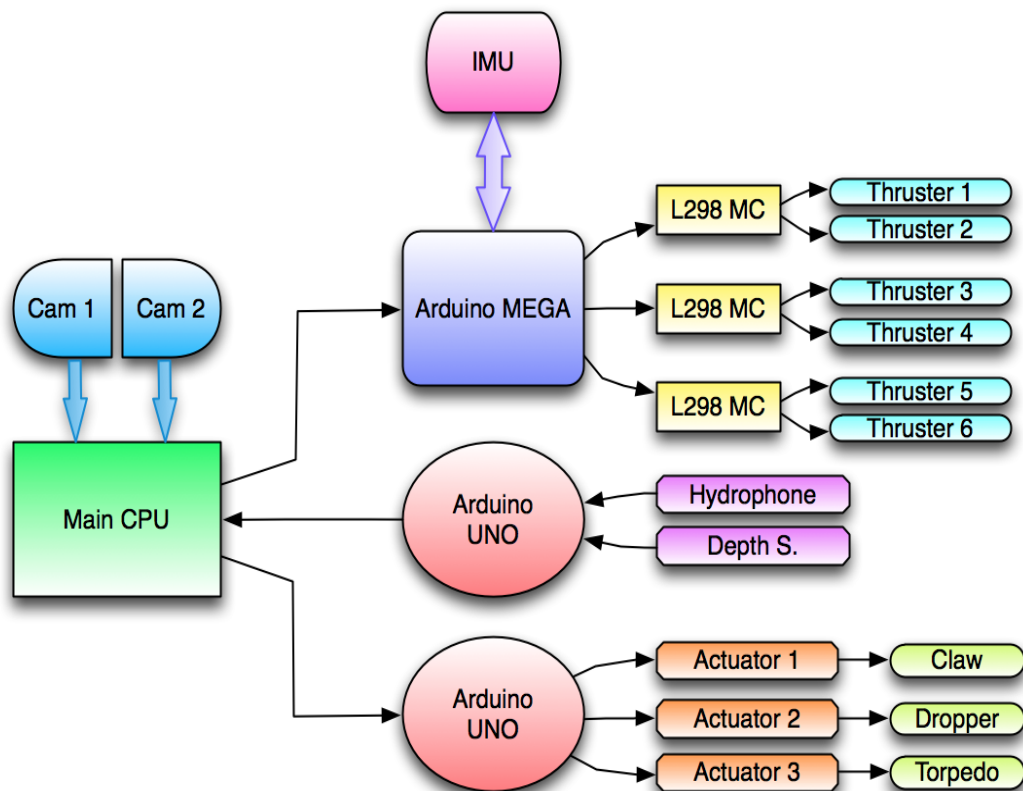 IMU
L298 MC
Thruster 1
Thruster 2
Cam 1
Cam 2
Arduino MEGA
L298 MC
Thruster 3
Thruster 4
L298 MC
Thruster 5
Thruster 6
Main CPU
Arduino
UNO
Hydrophone
Depth S.
Arduino
UNO
Actuator 1
Claw
Actuator 2
Dropper
Actuator 3
Torpedo